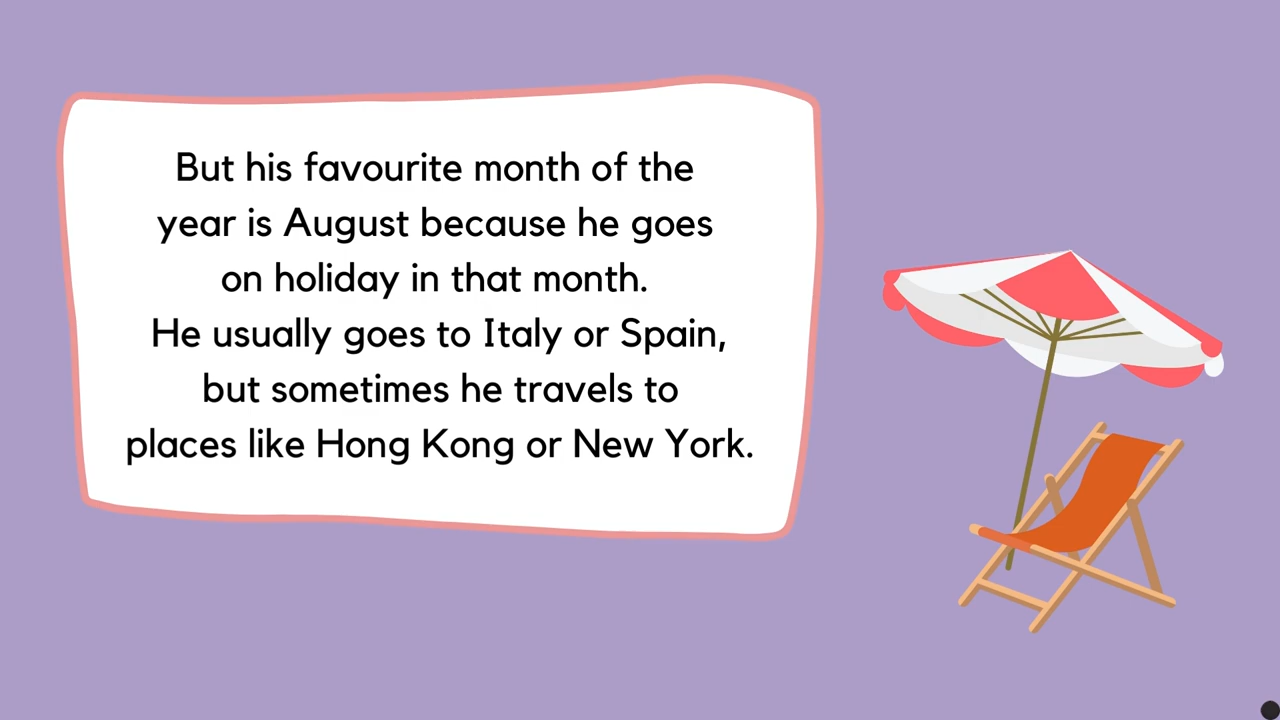 But his favourite month of the
year is August because he goes
on holiday in that month.
He usually goes to Italy or Spain,
but sometimes he travels to
places like Hong Kong or New York.